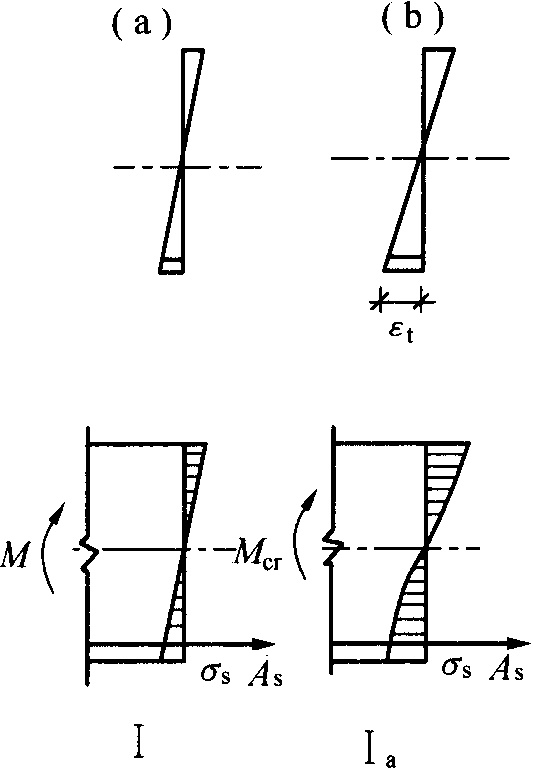 (a) (b)
εt
M Mcr
σs As σs As
I Ia